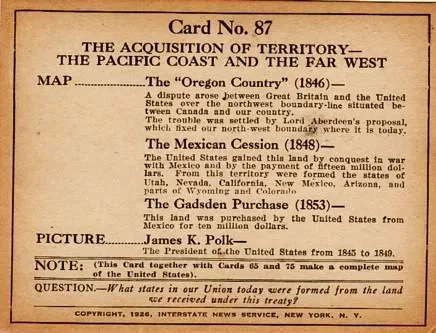 Card No. 87
THE ACQUISITION OF TERRITORY—
THE PACIFIC COAST AND THE FAR WEST
MAP....................The "Oregon Country" (1846)—
A dispute arose between Great Britain and the United
States over the northwest boundary-line situated be-
tween Canada and our country.
The trouble was settled by Lord Aberdeen's proposal,
which fixed our north-west boundary where it is today.
The Mexican Cession (1848)—
The United States gained this land by conquest in war
with Mexico and by the payment of fifteen million dol-
lars. From this territory were formed the states of
Utah, Nevada, California, New Mexico, Arizona, and
parts of Wyoming and Colorado
The Gadsden Purchase (1853)—
This land was purchased by the United States from
Mexico for ten million dollars.
PICTURE...........James K. Polk—
The President of the United States from 1845 to 1849.
NOTE: (This Card together with Cards 65 and 75 make a complete map
of the United States).
QUESTION.—What states in our Union today were formed from the land
we received under this treaty?
COPYRIGHT, 1926, INTERSTATE NEWS SERVICE, NEW YORK, N. Y.